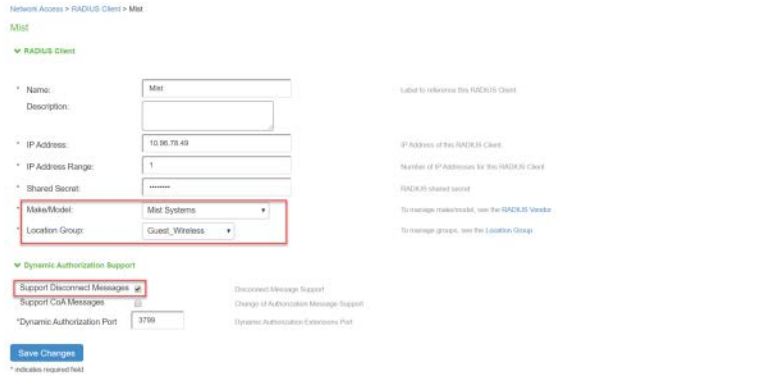 Network Access > RADIUS Client > Mist
Mist
RADIUS Client
* Name: Mist Label to reference this RADIUS Client
Description:
* IP Address: 10.96.78.49 IP Address of this RADIUS Client
* IP Address Range: 1 Number of IP Addresses for this RADIUS Client
* Shared Secret: •••••••• RADIUS shared secret
* Make/Model: Mist Systems To manage make/model, see the RADIUS Vendor
* Location Group: Guest_Wireless To manage groups, see the Location Group
Dynamic Authorization Support
Support Disconnect Messages Disconnect Message Support
Support CoA Messages Change of Authorization Message Support
*Dynamic Authorization Port 3799 Dynamic Authorization Extensions Port
Save Changes
* indicates required field